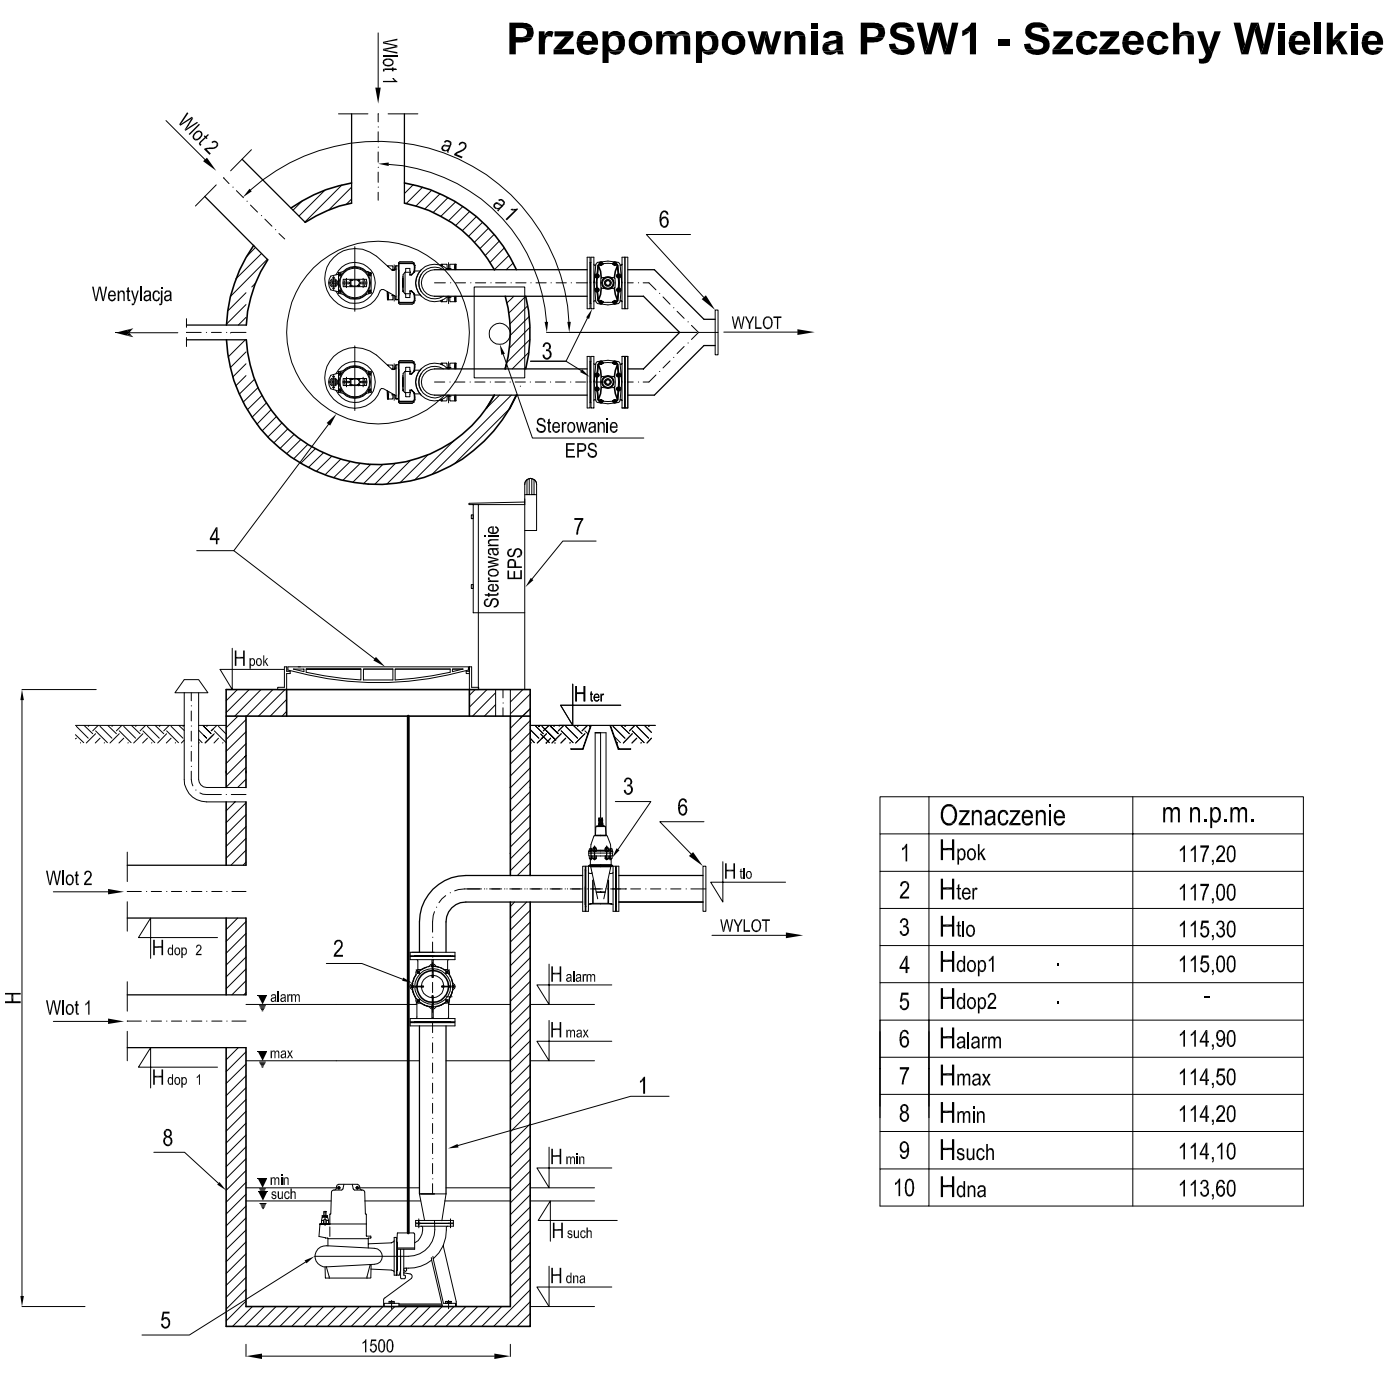 Przepompownia PSW1 - Szczechy Wielkie
Wlot 1
Wlot 2
a 2
a 1
6
Wentylacja
WYLOT
3
Sterowanie
EPS
4
7
Sterowanie
EPS
H pok
H ter
3
6
Wlot 2
H tlo
WYLOT
H dop 2
2
H alarm
alarm
H
Wlot 1
H max
max
H dop 1
1
8
H min
min
such
H such
H dna
5
1500
Oznaczenie m n.p.m.
1 Hpok 117,20
2 Hter 117,00
3 Htlo 115,30
4 Hdop1 . 115,00
5 Hdop2 . -
6 Halarm 114,90
7 Hmax 114,50
8 Hmin 114,20
9 Hsuch 114,10
10 Hdna 113,60